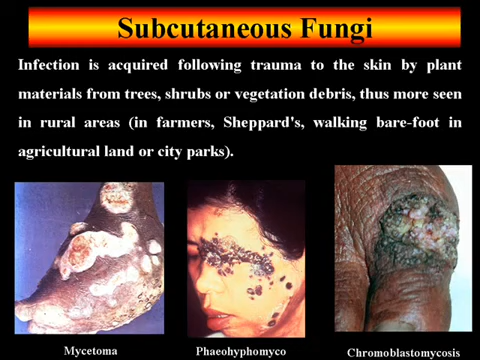 Subcutaneous Fungi
Infection is acquired following trauma to the skin by plant
materials from trees, shrubs or vegetation debris, thus more seen
in rural areas (in farmers, Sheppard's, walking bare-foot in
agricultural land or city parks).
Mycetoma
Phaeohyphomyco
Chromoblastomycosis